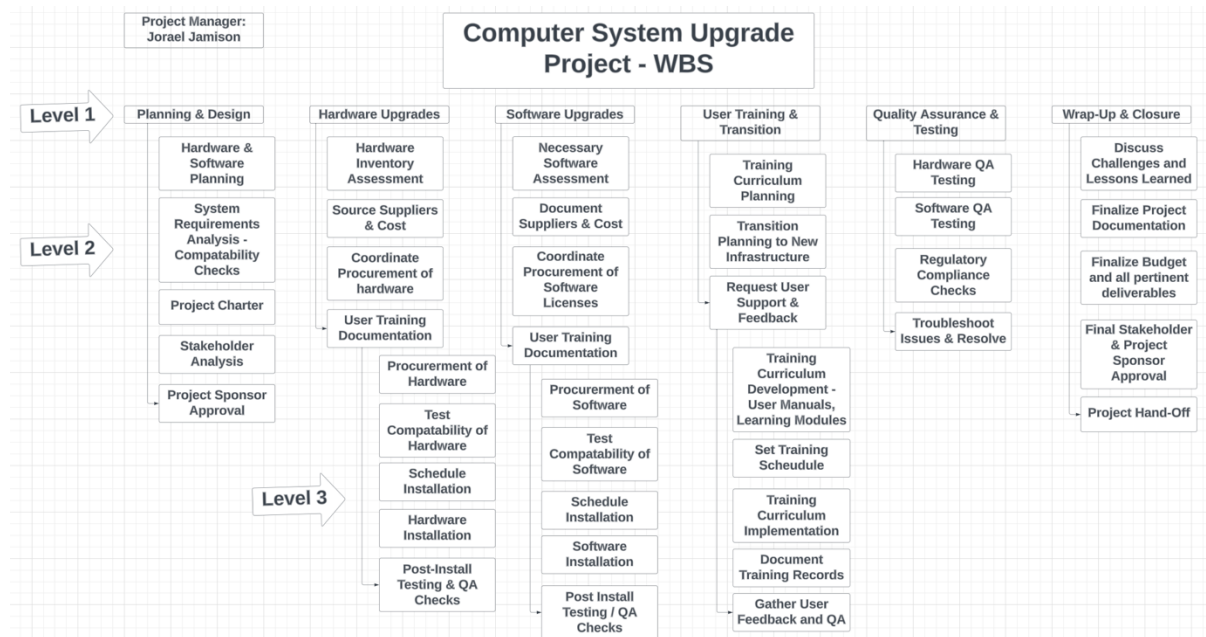 Project Manager:
Jorael Jamison
Computer System Upgrade
Project - WBS
Level 1
Planning & Design
Hardware &
Software
Planning
System
Requirements
Analysis -
Compatability
Checks
Project Charter
Stakeholder
Analysis
Project Sponsor
Approval
Hardware Upgrades
Hardware
Inventory
Assessment
Source Suppliers
& Cost
Coordinate
Procurement of
hardware
User Training
Documentation
Procurerment of
Hardware
Test
Compatability of
Hardware
Schedule
Installation
Hardware
Installation
Post-Install
Testing & QA
Checks
Software Upgrades
Necessary
Software
Assessment
Document
Suppliers & Cost
Coordinate
Procurement of
Software
Licenses
User Training
Documentation
Procurerment of
Software
Test
Compatability of
Software
Schedule
Installation
Software
Installation
Post Install
Testing / QA
Checks
User Training &
Transition
Training
Curriculum
Planning
Transition
Planning to New
Infrastructure
Request User
Support &
Feedback
Training
Curriculum
Development -
User Manuals,
Learning Modules
Set Training
Scheudule
Training
Curriculum
Implementation
Document
Training Records
Gather User
Feedback and QA
Quality Assurance &
Testing
Hardware QA
Testing
Software QA
Testing
Regulatory
Compliance
Checks
Troubleshoot
Issues & Resolve
Wrap-Up & Closure
Discuss
Challenges and
Lessons Learned
Finalize Project
Documentation
Finalize Budget
and all pertinent
deliverables
Final Stakeholder
& Project
Sponsor
Approval
Project Hand-Off
Level 2
Level 3